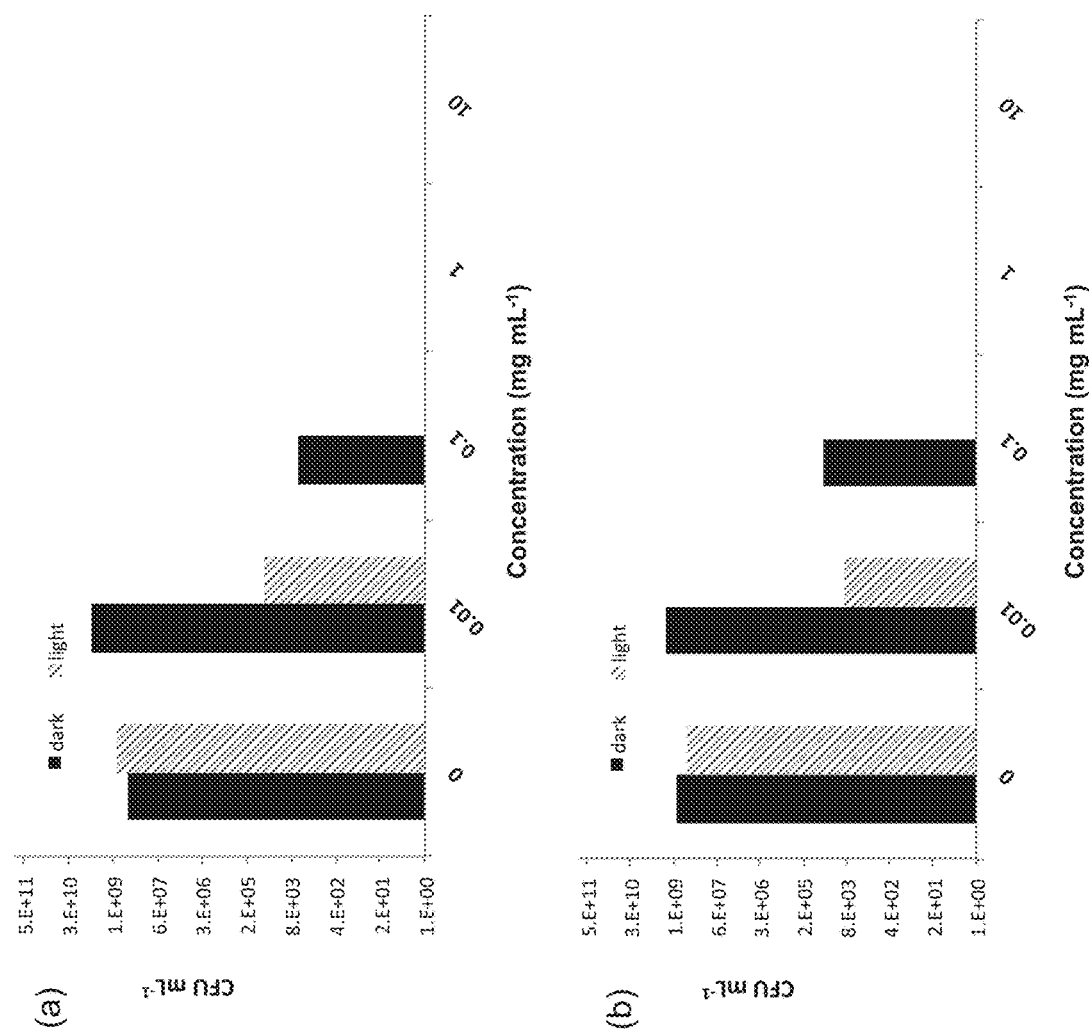 (a)
CFU mL⁻¹
5.E+11
3.E+10
1.E+09
6.E+07
3.E+06
2.E+05
8.E+03
4.E+02
2.E+01
1.E+00
dark light
0 0.01 0.1 1 10
Concentration (mg mL⁻¹)
(b)
CFU mL⁻¹
5.E+11
3.E+10
1.E+09
6.E+07
3.E+06
2.E+05
8.E+03
4.E+02
2.E+01
1.E+00
dark light
0 0.01 0.1 1 10
Concentration (mg mL⁻¹)